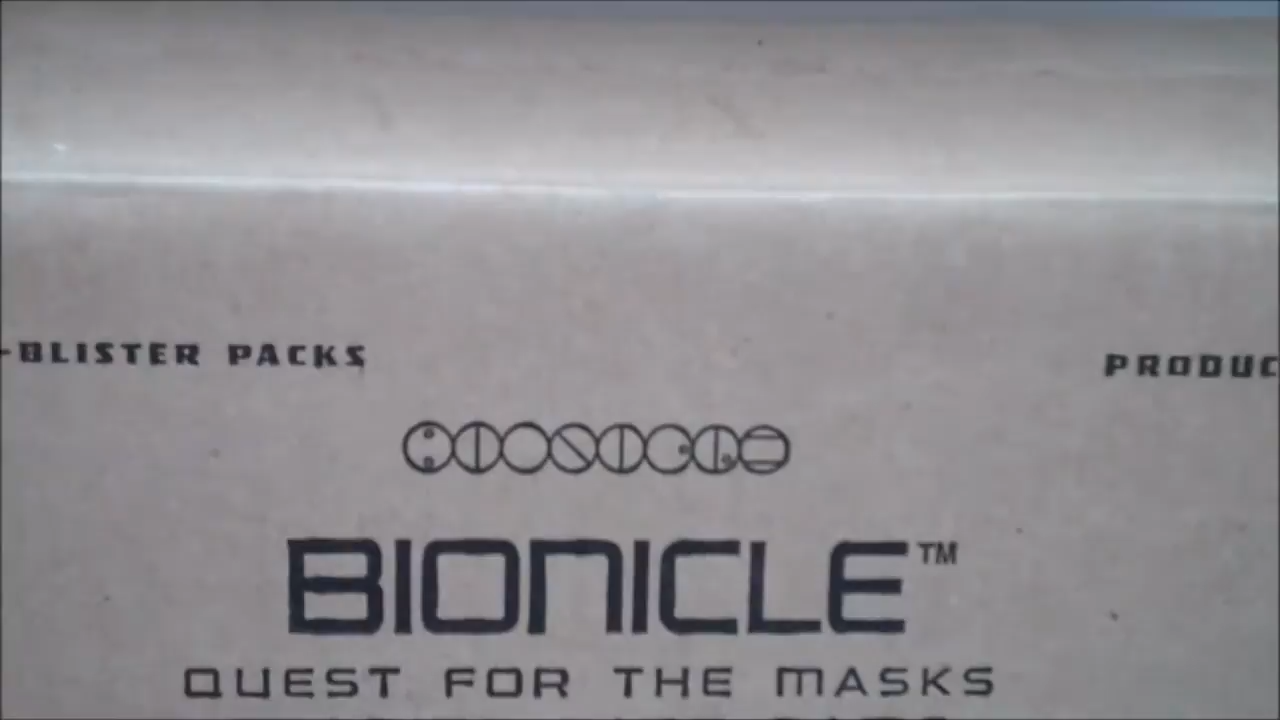 -BLISTER PACKS
PRODUC
BIONICLE™
QUEST FOR THE MASKS